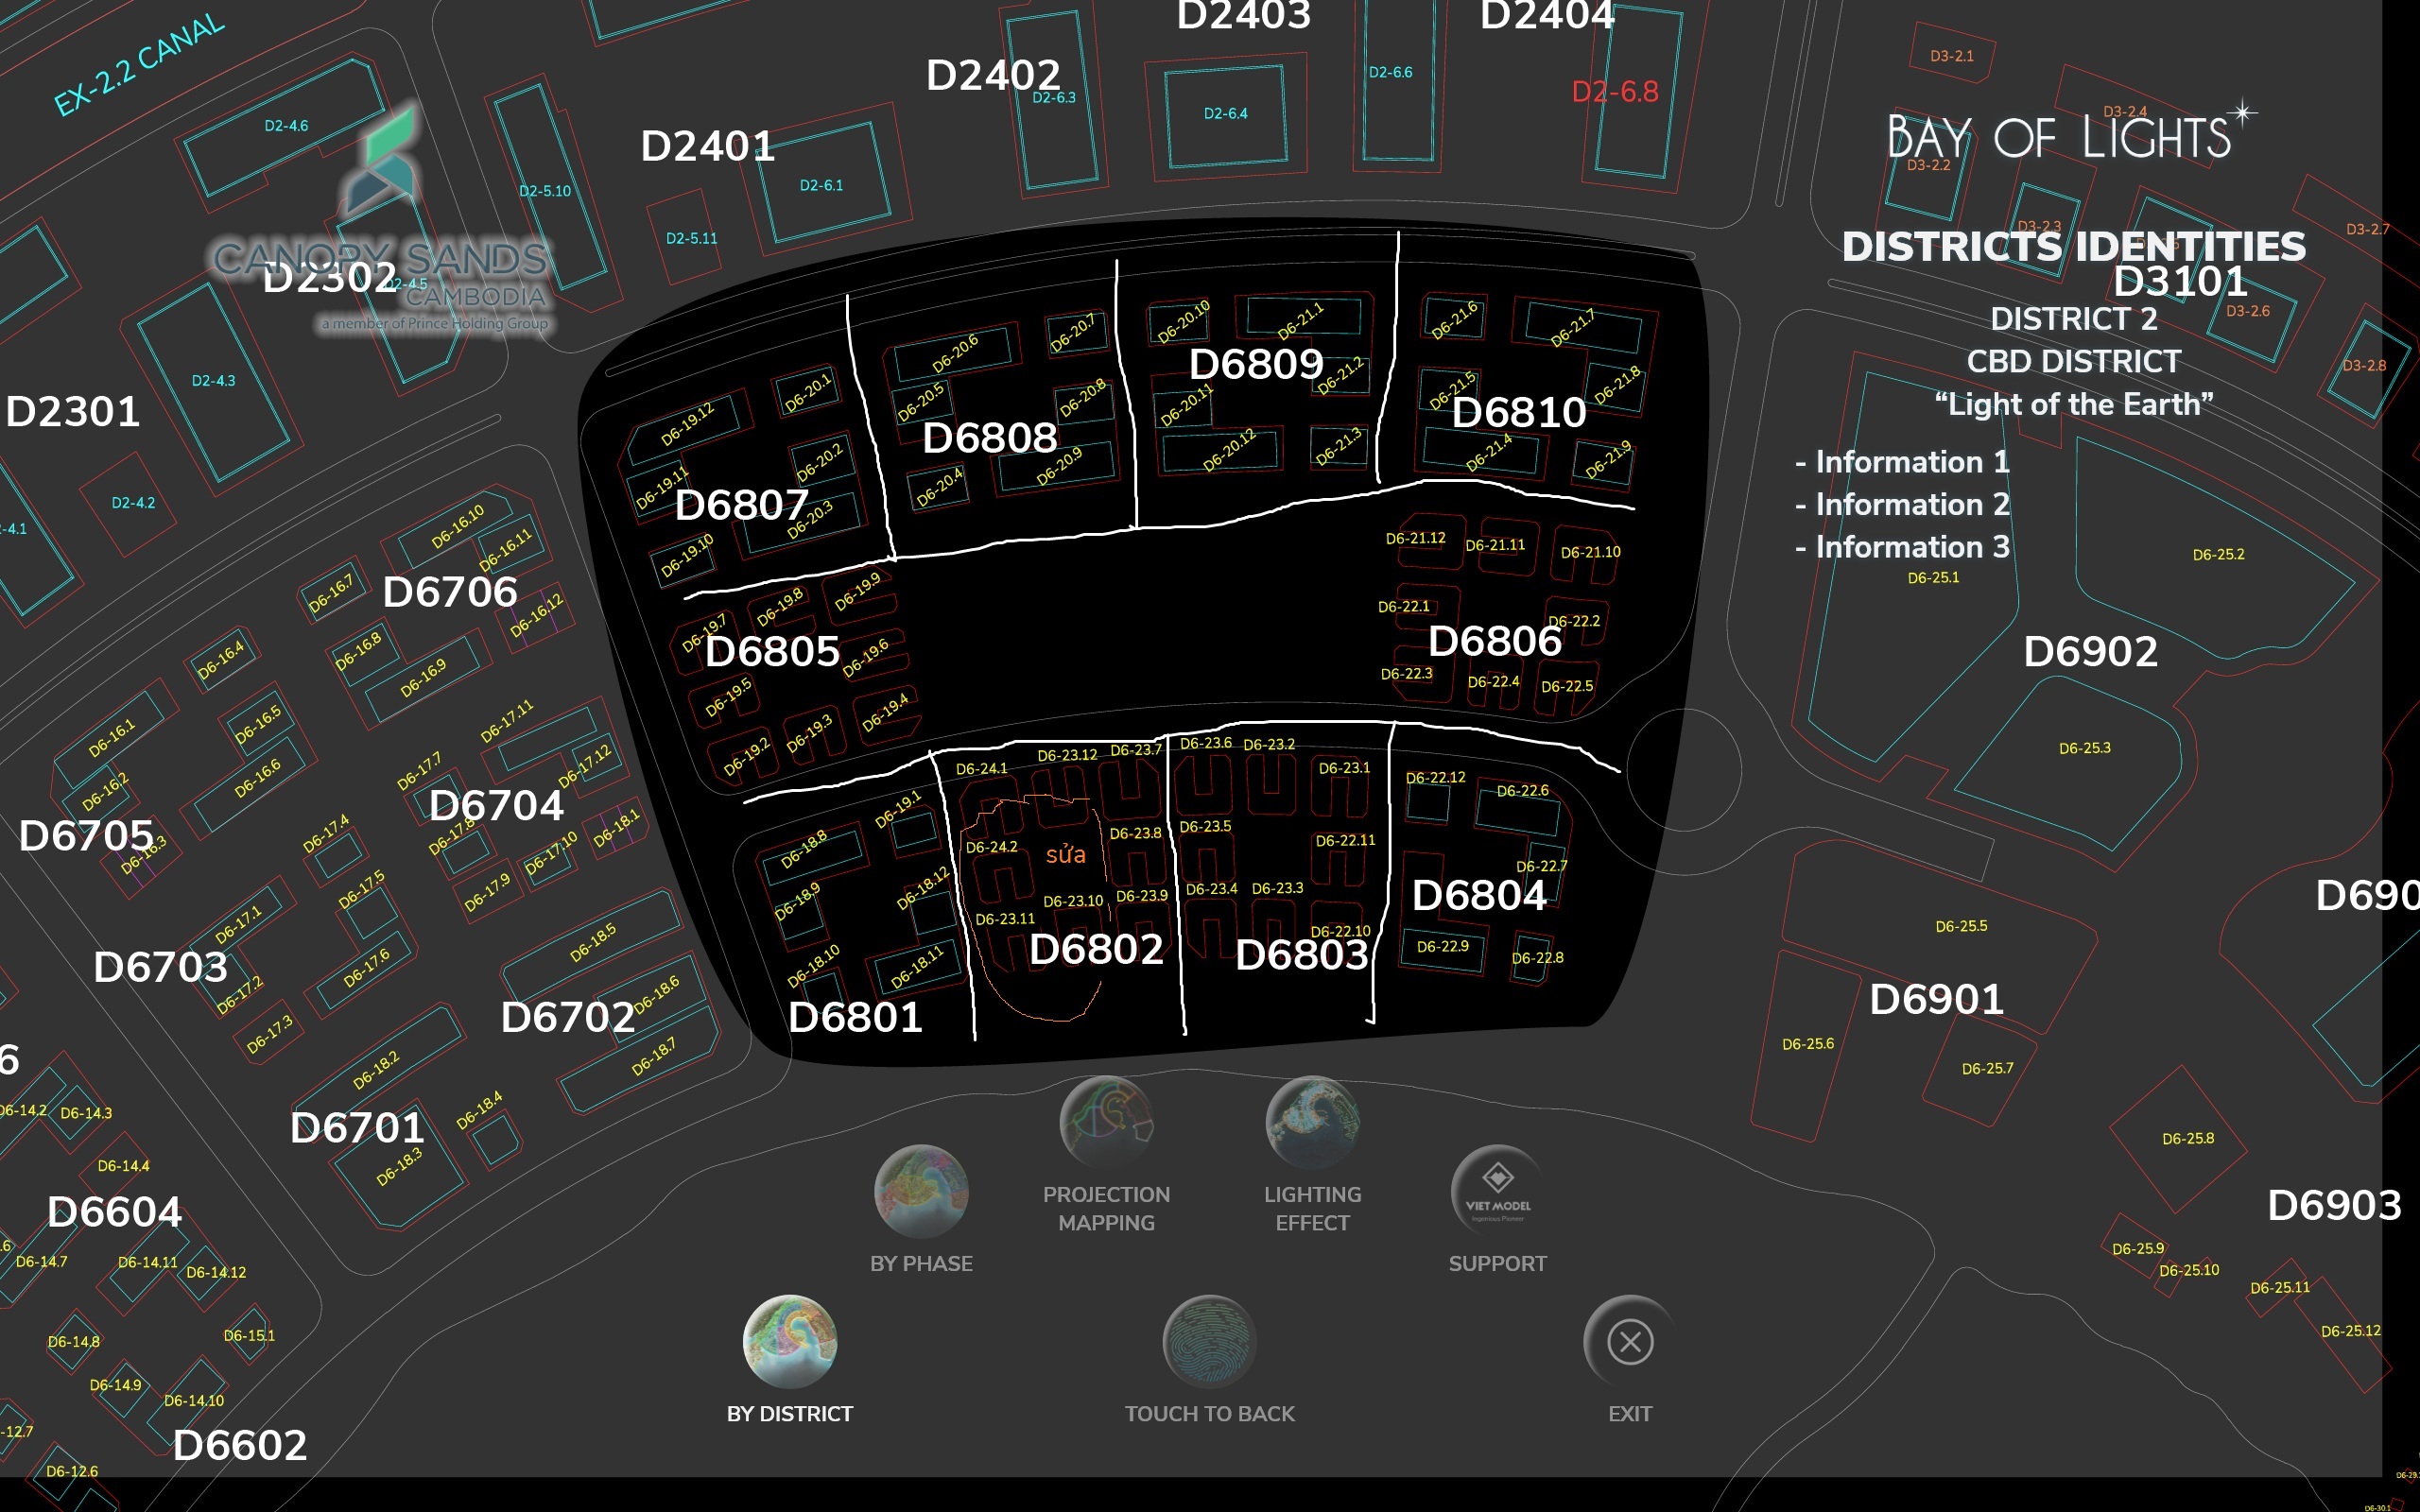 EX-2.2 CANAL
D2403
D2404
D2402
D2-6.3
D2-6.4
D2-6.6
D2-6.8
D3-2.1
D3-2.4
BAY OF LIGHTS
D3-2.2
D3-2.3
D3-2.7
D2-4.6
D2-5.10
D2401
D2-6.1
D2-5.11
CANOPY SANDS
CAMBODIA
a member of Prince Holding Group
D2302
D2-4.5
DISTRICTS IDENTITIES
D3101
D3-2.6
D3-2.8
DISTRICT 2
CBD DISTRICT
“Light of the Earth”
- Information 1
- Information 2
- Information 3
D2301
D2-4.3
D2-4.2
-4.1
D6-19.12
D6-20.1
D6-19.11
D6-20.2
D6807
D6-20.3
D6-19.10
D6-20.6
D6-20.7
D6-20.5
D6-20.8
D6808
D6-20.4
D6-20.9
D6-20.10
D6-21.1
D6809
D6-21.2
D6-20.11
D6-20.12
D6-21.3
D6-21.6
D6-21.7
D6-21.5
D6-21.8
D6810
D6-21.4
D6-21.9
D6-25.1
D6-25.2
D6902
D6-25.3
D6-16.10
D6-16.11
D6-16.7
D6706
D6-16.12
D6-16.8
D6-16.9
D6-16.4
D6-16.5
D6-16.1
D6-16.6
D6-16.2
D6705
D6-16.3
D6-19.9
D6-19.8
D6-19.7
D6805
D6-19.6
D6-19.5
D6-19.4
D6-19.3
D6-19.2
D6-21.12
D6-21.11
D6-21.10
D6-22.1
D6-22.2
D6806
D6-22.3
D6-22.4
D6-22.5
D6-17.11
D6-17.12
D6-17.7
D6704
D6-17.8
D6-17.10
D6-18.1
D6-17.9
D6-17.4
D6-17.5
D6-17.1
D6703
D6-17.6
D6-17.2
D6-17.3
D6-18.5
D6-18.6
D6702
D6-18.7
D6-18.2
D6701
D6-18.3
D6-18.4
D6-18.8
D6-19.1
D6-18.9
D6-18.12
D6-18.10
D6-18.11
D6801
D6-24.1
D6-23.12
D6-23.7
D6-24.2
sửa
D6-23.8
D6-23.10
D6-23.9
D6-23.11
D6802
D6-23.6
D6-23.2
D6-23.1
D6-23.5
D6-22.11
D6-23.4
D6-23.3
D6-22.10
D6803
D6-22.12
D6-22.6
D6-22.7
D6804
D6-22.9
D6-22.8
D690
D6-25.5
D6901
D6-25.6
D6-25.7
D6-25.8
D6903
D6-25.9
D6-25.10
D6-25.11
D6-25.12
6
D6-14.2
D6-14.3
D6-14.4
D6604
.6
D6-14.7
D6-14.11
D6-14.12
D6-14.8
D6-15.1
D6-14.9
D6-14.10
-12.7
D6602
D6-12.6
PROJECTION
MAPPING
LIGHTING
EFFECT
VIET MODEL
Ingenious Pioneer
BY PHASE
SUPPORT
BY DISTRICT
TOUCH TO BACK
EXIT
D6-30.1